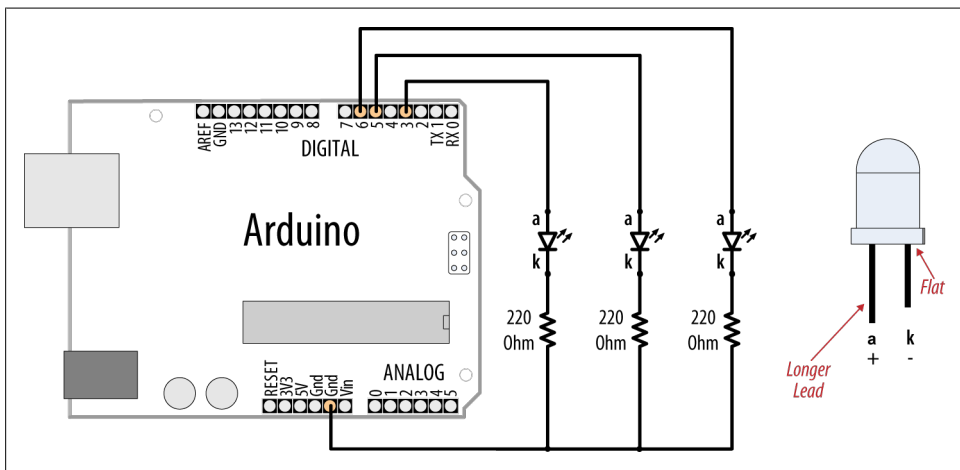 AREF
GND
13
12
11
10
9
8
7
6
5
4
3
2
TX 1
RX 0
DIGITAL
Arduino
a
k
220
Ohm
a
k
220
Ohm
a
k
220
Ohm
RESET
3V3
5V
Gnd
Gnd
Vin
ANALOG
0
1
2
3
4
5
Flat
a
+
k
-
Longer
Lead